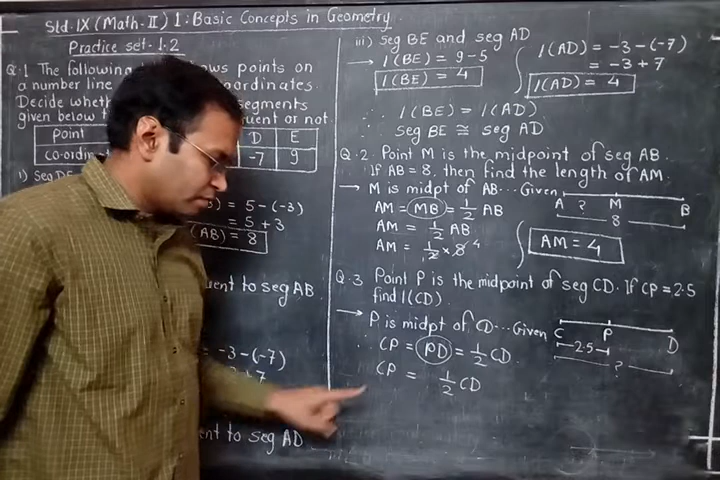 Std. IX (Math-II) 1: Basic Concepts in Geometry
Practice set-1.2
Q.1 The following points on
a number line
Decide segments
given below or not.
Point D E
-7 9
i) Seg
= 5-(-3)
= 5+3
(AB) = 8
to seg AB
= -3-(-7)
to seg AD
iii) Seg BE and seg AD
→ l(BE) = 9-5
l(BE) = 4
l(AD) = -3-(-7)
= -3+7
l(AD) = 4
∴ l(BE) = l(AD)
∴ seg BE ≅ seg AD
Q.2 Point M is the midpoint of seg AB.
If AB = 8, then find the length of AM.
→ M is midpt of AB... Given
AM = MB = 1/2 AB
AM = 1/2 AB
AM = 1/2 × 8 4
A ? M B
8
AM = 4
Q.3 Point P is the midpoint of seg CD. If CP = 2.5
find l(CD).
→ P is midpt of CD... Given
∴ CP = PD = 1/2 CD
CP = 1/2 CD
C P D
2.5
?